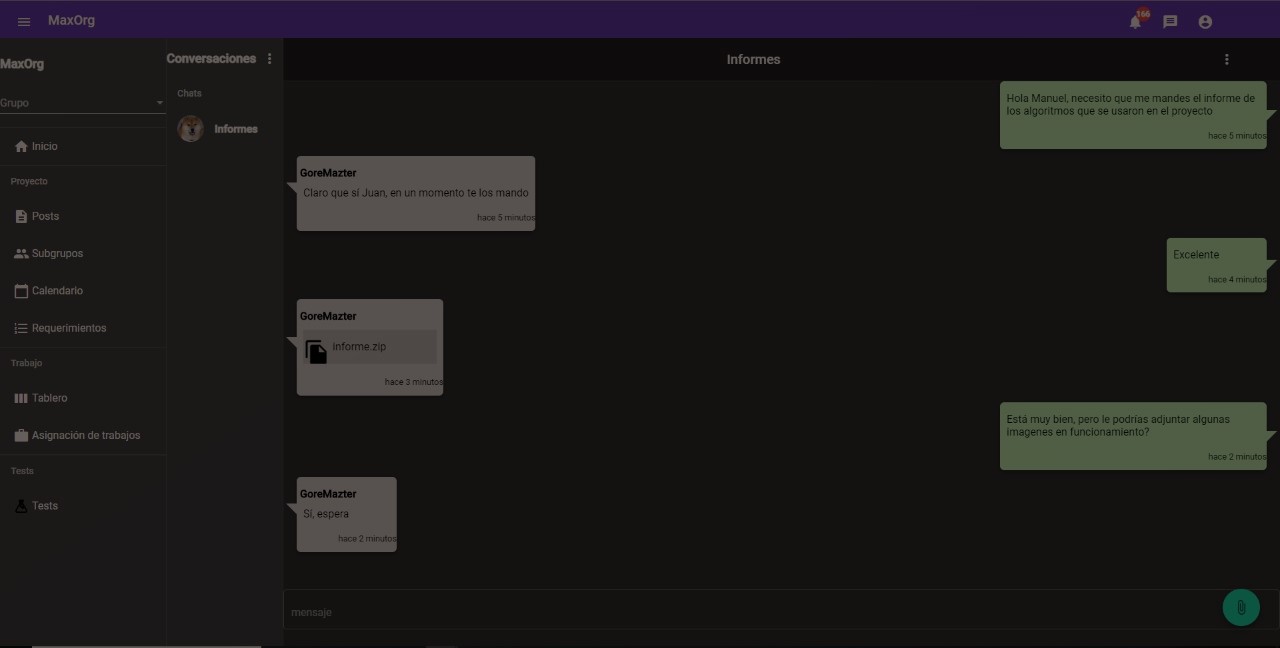 MaxOrg
166
MaxOrg
Grupo
Inicio
Proyecto
Posts
Subgrupos
Calendario
Requerimientos
Trabajo
Tablero
Asignación de trabajos
Tests
Tests
Conversaciones
Chats
Informes
Informes
Hola Manuel, necesito que me mandes el informe de
los algoritmos que se usaron en el proyecto
hace 5 minutos
GoreMazter
Claro que sí Juan, en un momento te los mando
hace 5 minutos
Excelente
hace 4 minutos
GoreMazter
informe.zip
hace 3 minutos
Está muy bien, pero le podrías adjuntar algunas
imagenes en funcionamiento?
hace 2 minutos
GoreMazter
Sí, espera
hace 2 minutos
mensaje